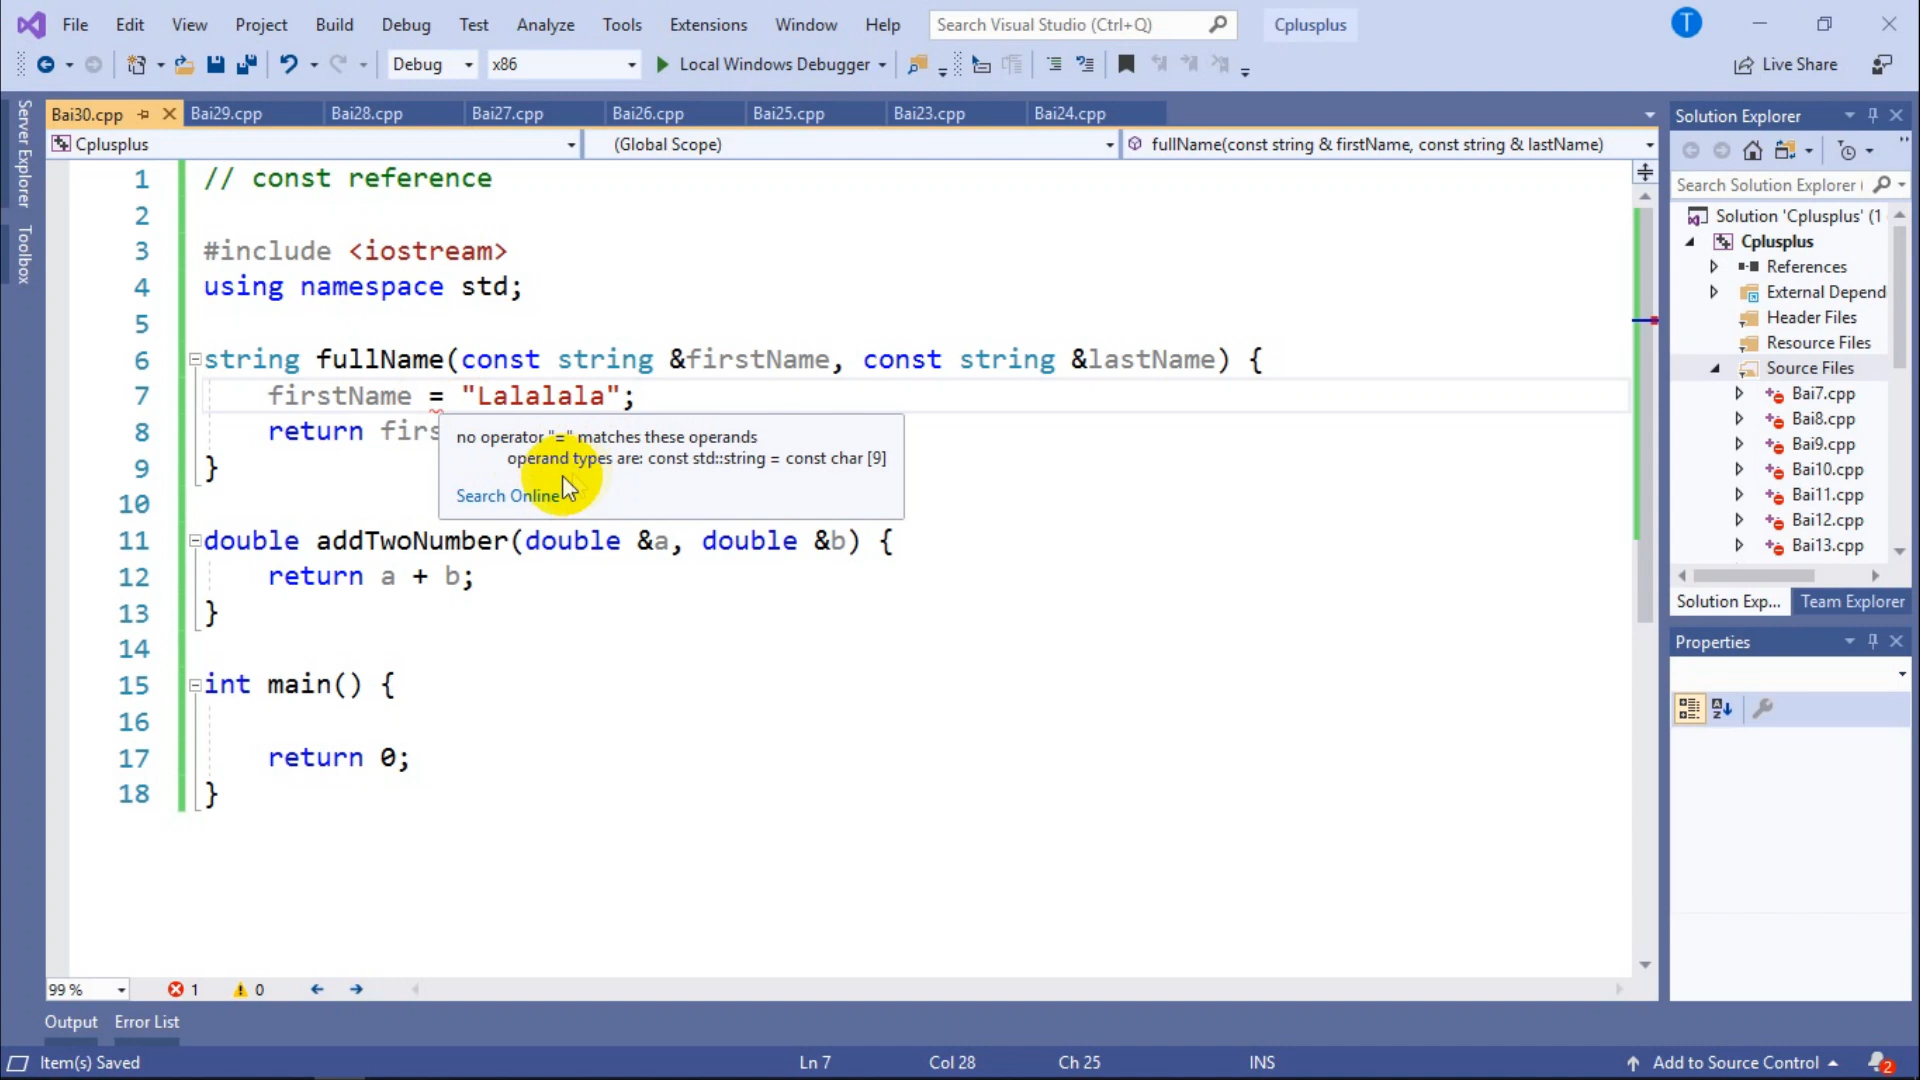 File Edit View Project Build Debug Test Analyze Tools Extensions Window Help Search Visual Studio (Ctrl+Q) Cplusplus T
Debug x86 Local Windows Debugger Live Share
Server Explorer
Toolbox
Bai30.cpp Bai29.cpp Bai28.cpp Bai27.cpp Bai26.cpp Bai25.cpp Bai23.cpp Bai24.cpp
Cplusplus (Global Scope) fullName(const string & firstName, const string & lastName)
1 // const reference
2
3 #include <iostream>
4 using namespace std;
5
6 string fullName(const string &firstName, const string &lastName) {
7 firstName = "Lalalala";
8 return firs
9 }
10
11 double addTwoNumber(double &a, double &b) {
12 return a + b;
13 }
14
15 int main() {
16
17 return 0;
18 }
no operator "=" matches these operands
operand types are: const std::string = const char [9]
Search Online
Solution Explorer
Search Solution Explorer (
Solution 'Cplusplus' (1
Cplusplus
References
External Depend
Header Files
Resource Files
Source Files
Bai7.cpp
Bai8.cpp
Bai9.cpp
Bai10.cpp
Bai11.cpp
Bai12.cpp
Bai13.cpp
Solution Exp... Team Explorer
Properties
99 % 1 0
Output Error List
Item(s) Saved Ln 7 Col 28 Ch 25 INS Add to Source Control 2